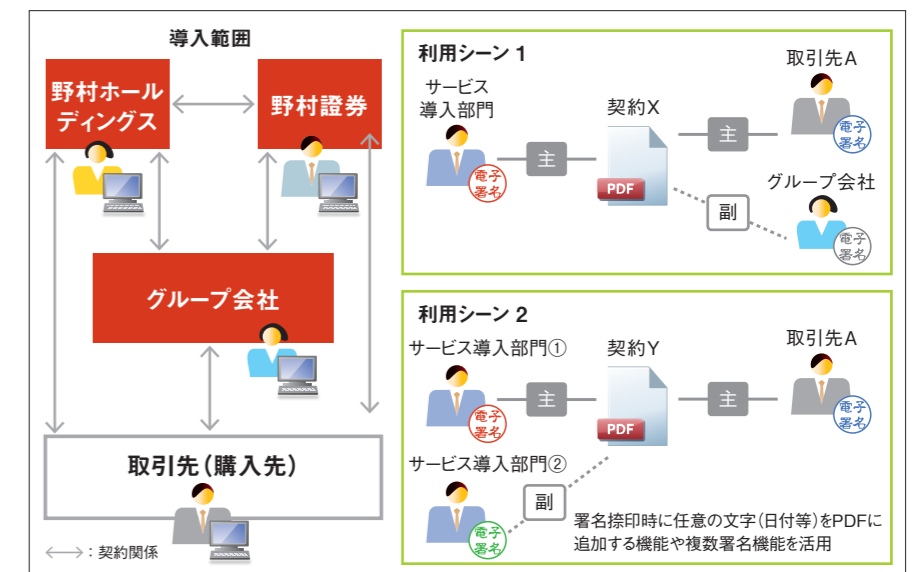 導入範囲
野村ホール
ディングス
野村證券
グループ会社
取引先（購入先）
⟷：契約関係
利用シーン 1
サービス
導入部門
電子
署名
主
契約X
PDF
主
取引先A
電子
署名
副
グループ会社
電子
署名
利用シーン 2
サービス導入部門①
電子
署名
主
契約Y
PDF
主
取引先A
電子
署名
サービス導入部門②
電子
署名
副
署名捺印時に任意の文字（日付等）をPDFに
追加する機能や複数署名機能を活用